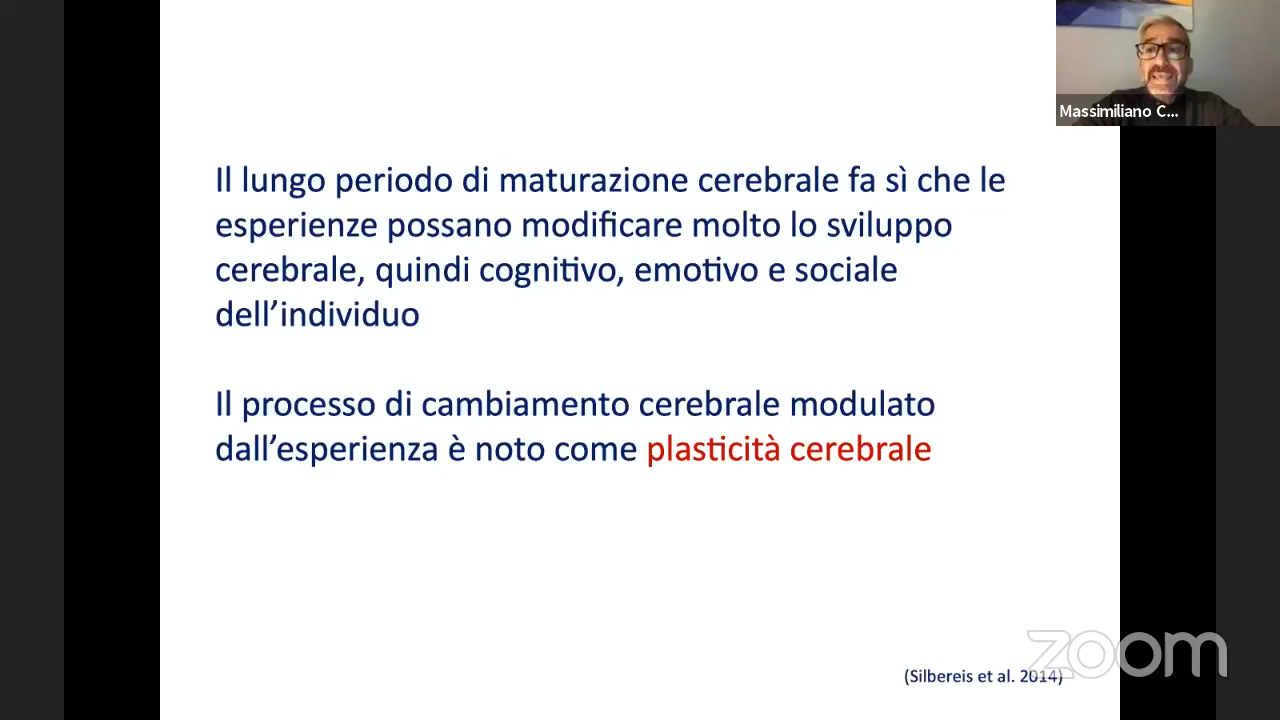 Massimiliano C...
Il lungo periodo di maturazione cerebrale fa sì che le
esperienze possano modificare molto lo sviluppo
cerebrale, quindi cognitivo, emotivo e sociale
dell’individuo
Il processo di cambiamento cerebrale modulato
dall’esperienza è noto come plasticità cerebrale
zoom
(Silbereis et al. 2014)